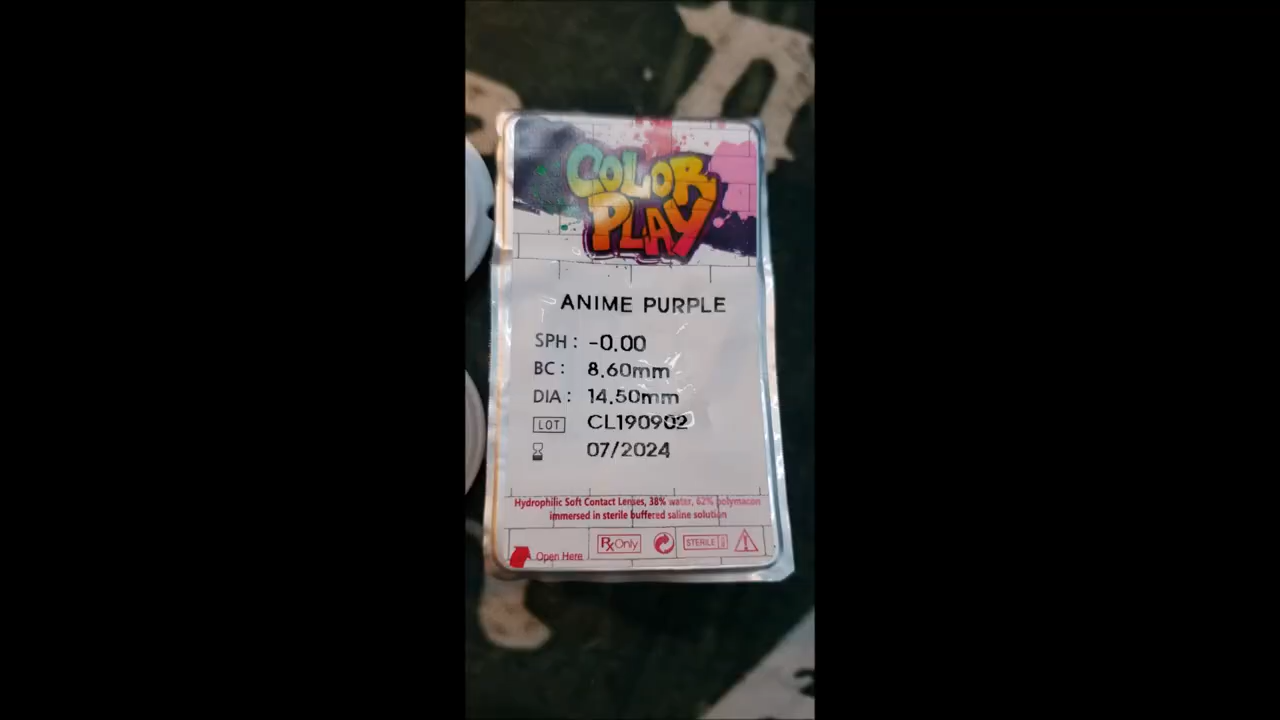 COLOR
PLAY
ANIME PURPLE
SPH : -0.00
BC : 8.60mm
DIA : 14.50mm
LOT CL190902
07/2024
Hydrophilic Soft Contact Lenses, 38% water, 62% polymacon
immersed in sterile buffered saline solution
Open Here Rx Only STERILE